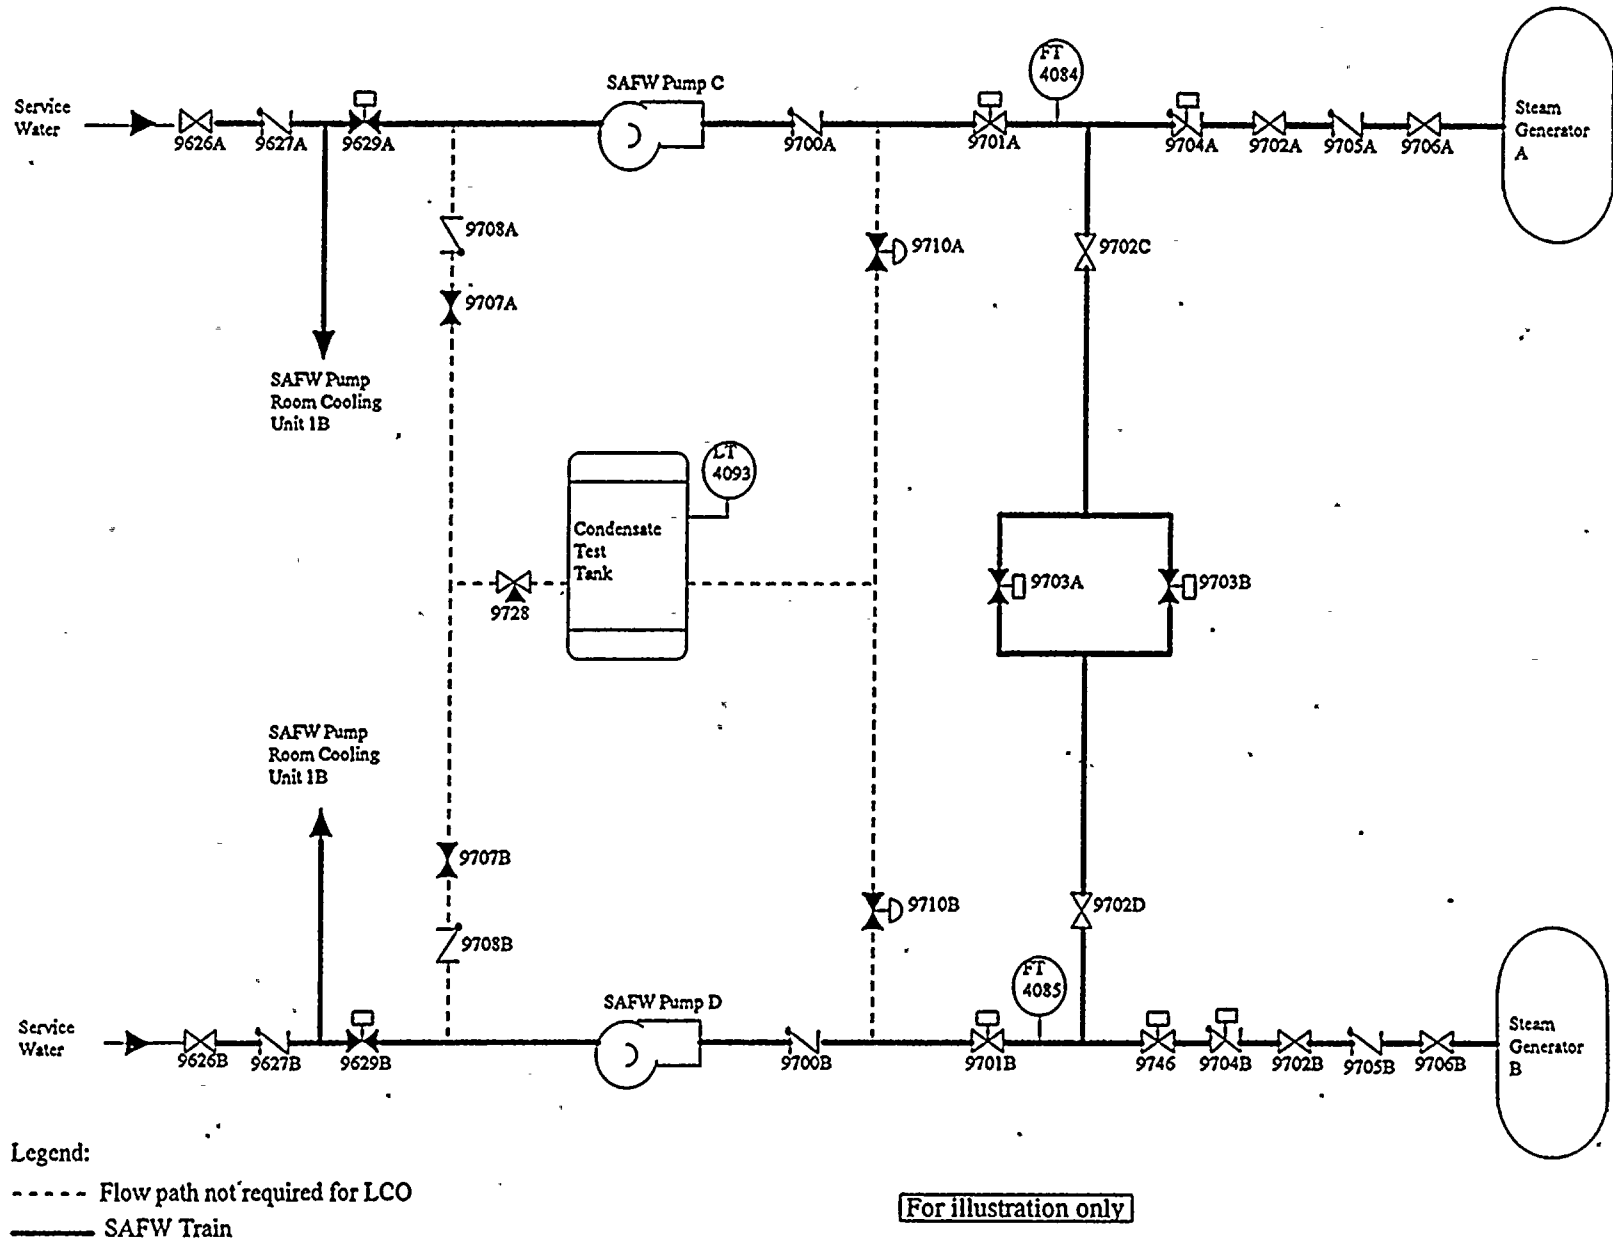 SAFW Pump C
FT
4084
Service
Water
9626A
9627A
9629A
9700A
9701A
9704A
9702A
9705A
9706A
Steam
Generator
A
9708A
9710A
9702C
9707A
SAFW Pump
Room Cooling
Unit 1B
LT
4093
Condensate
Test
Tank
9728
9703A
9703B
SAFW Pump
Room Cooling
Unit 1B
9707B
9710B
9702D
9708B
FT
4085
SAFW Pump D
Service
Water
9626B
9627B
9629B
9700B
9701B
9746
9704B
9702B
9705B
9706B
Steam
Generator
B
Legend:
Flow path not required for LCO
SAFW Train
For illustration only